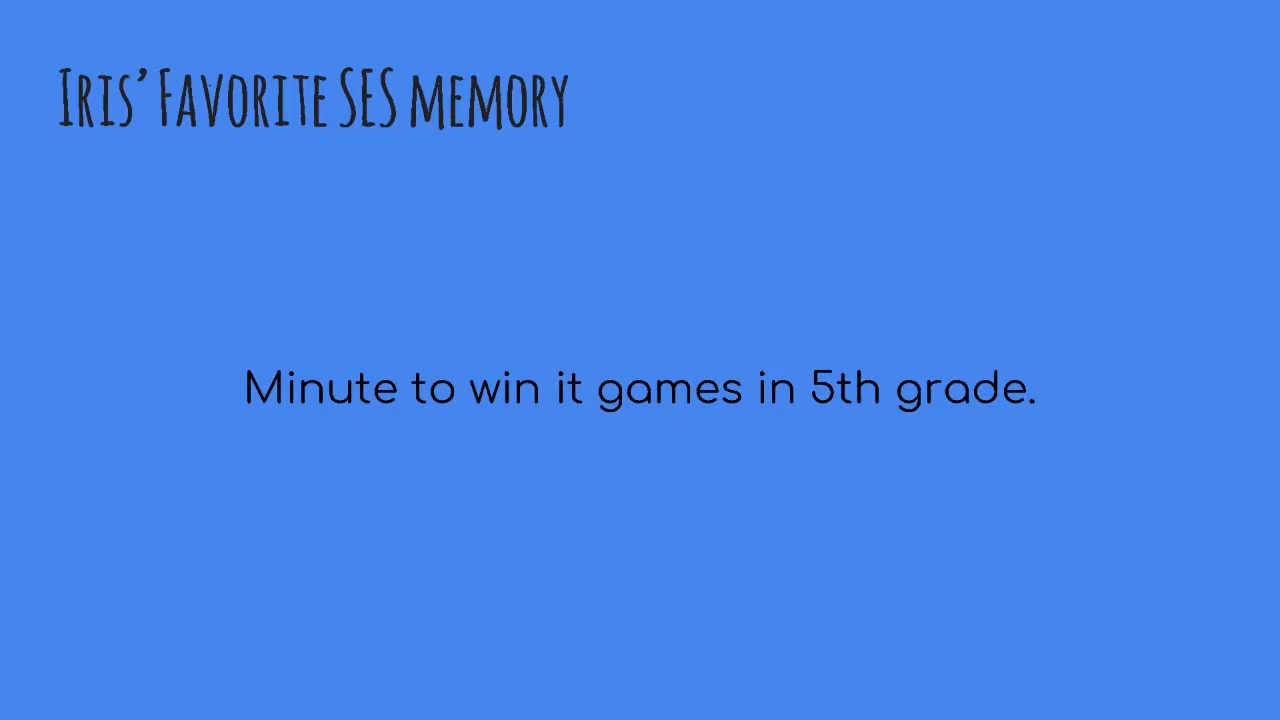 Iris’ Favorite SES memory
Minute to win it games in 5th grade.